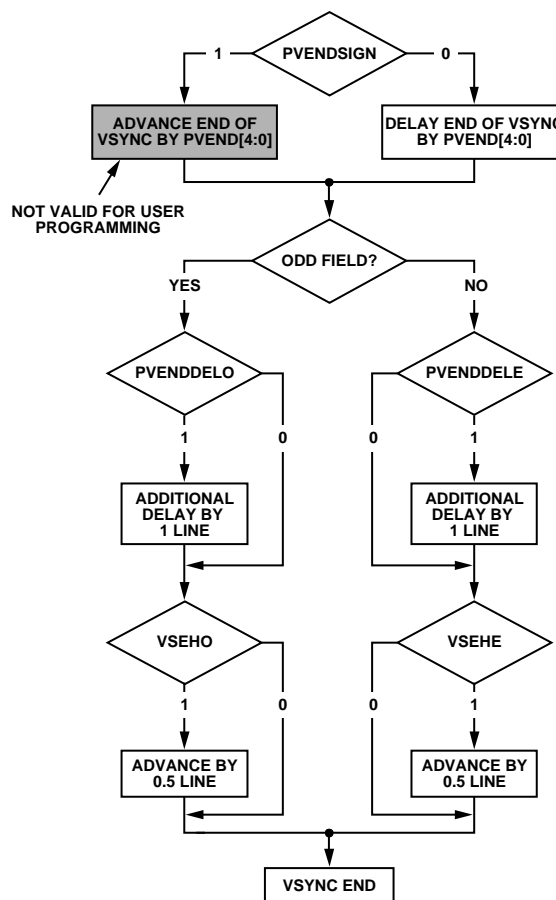 PVENDSIGN
1
0
ADVANCE END OF
VSYNC BY PVEND[4:0]
DELAY END OF VSYNC
BY PVEND[4:0]
NOT VALID FOR USER
PROGRAMMING
ODD FIELD?
YES
NO
PVENDDELO
PVENDDELE
1
0
0
1
ADDITIONAL
DELAY BY
1 LINE
ADDITIONAL
DELAY BY
1 LINE
VSEHO
VSEHE
1
0
0
1
ADVANCE BY
0.5 LINE
ADVANCE BY
0.5 LINE
VSYNC END